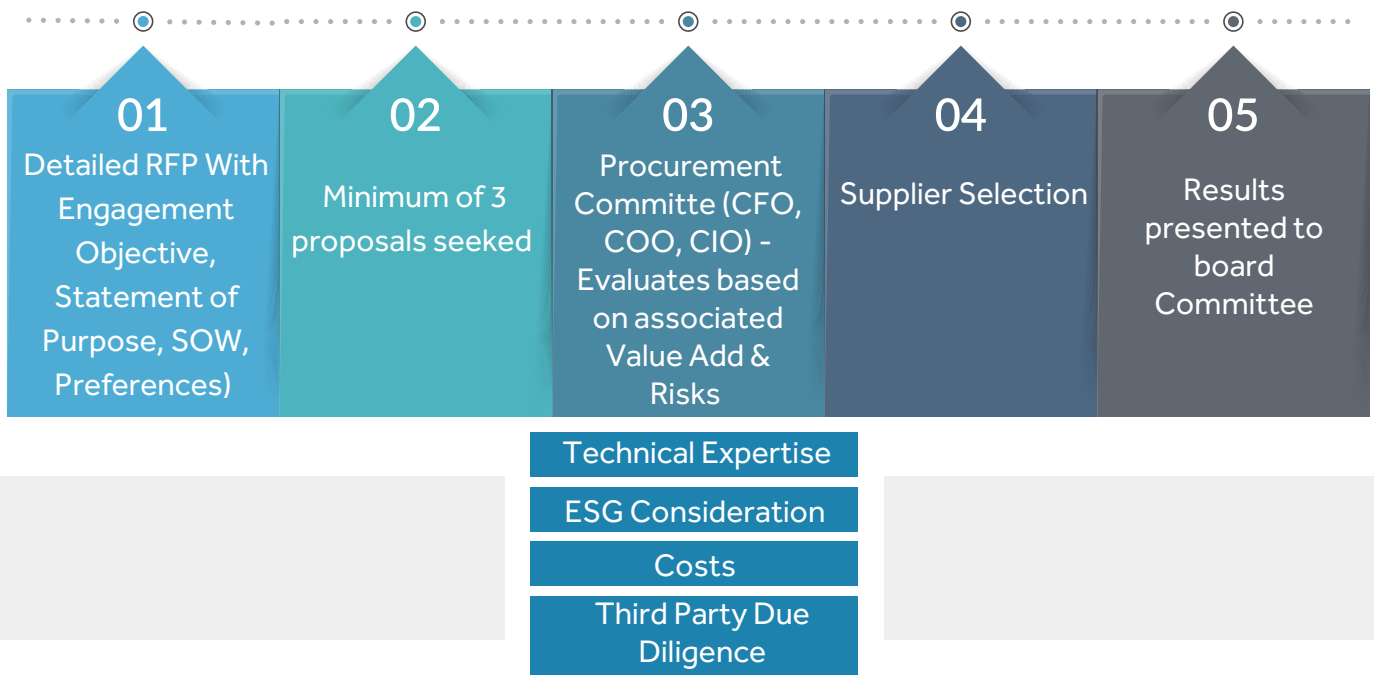 01
Detailed RFP With
Engagement
Objective,
Statement of
Purpose, SOW,
Preferences)
02
Minimum of 3
proposals seeked
03
Procurement
Committe (CFO,
COO, CIO) -
Evaluates based
on associated
Value Add &
Risks
04
Supplier Selection
05
Results
presented to
board
Committee
Technical Expertise
ESG Consideration
Costs
Third Party Due
Diligence